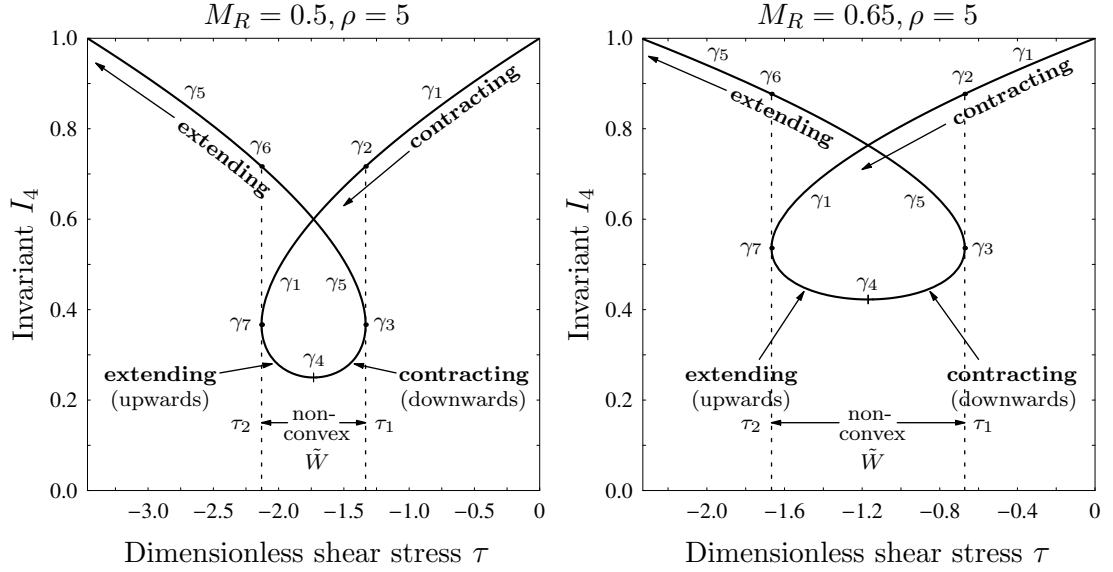 M_R = 0.5, ρ = 5
Invariant I₄
1.0
0.8
0.6
0.4
0.2
0.0
γ₅
extending
γ₆
γ₁
contracting
γ₂
γ₁
γ₅
γ₇
γ₃
γ₄
extending
(upwards)
contracting
(downwards)
τ₂
non-
convex
W̃
τ₁
−3.0 −2.5 −2.0 −1.5 −1.0 −0.5 0
Dimensionless shear stress τ
M_R = 0.65, ρ = 5
Invariant I₄
1.0
0.8
0.6
0.4
0.2
0.0
γ₅
γ₆
extending
γ₂
γ₁
contracting
γ₁
γ₅
γ₇
γ₃
γ₄
extending
(upwards)
contracting
(downwards)
τ₂
non-
convex
W̃
τ₁
−2.0 −1.6 −1.2 −0.8 −0.4 0
Dimensionless shear stress τ